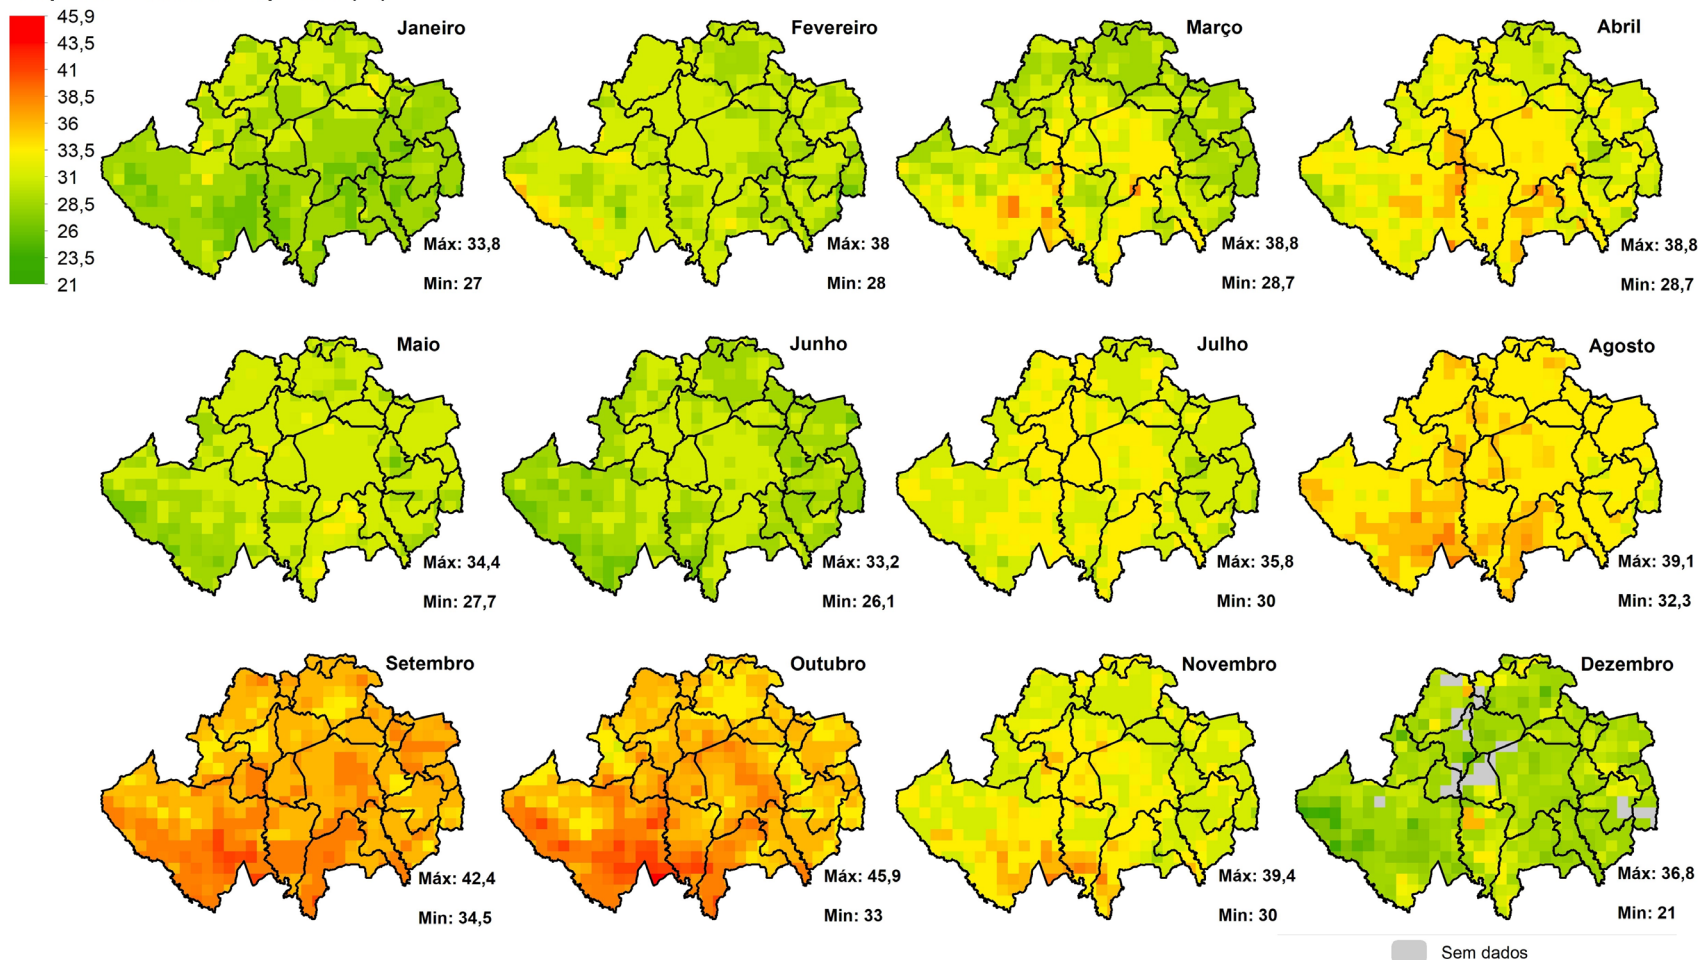 45,9
43,5
41
38,5
36
33,5
31
28,5
26
23,5
21
Janeiro
Máx: 33,8
Min: 27
Fevereiro
Máx: 38
Min: 28
Março
Máx: 38,8
Min: 28,7
Abril
Máx: 38,8
Min: 28,7
Maio
Máx: 34,4
Min: 27,7
Junho
Máx: 33,2
Min: 26,1
Julho
Máx: 35,8
Min: 30
Agosto
Máx: 39,1
Min: 32,3
Setembro
Máx: 42,4
Min: 34,5
Outubro
Máx: 45,9
Min: 33
Novembro
Máx: 39,4
Min: 30
Dezembro
Máx: 36,8
Min: 21
Sem dados